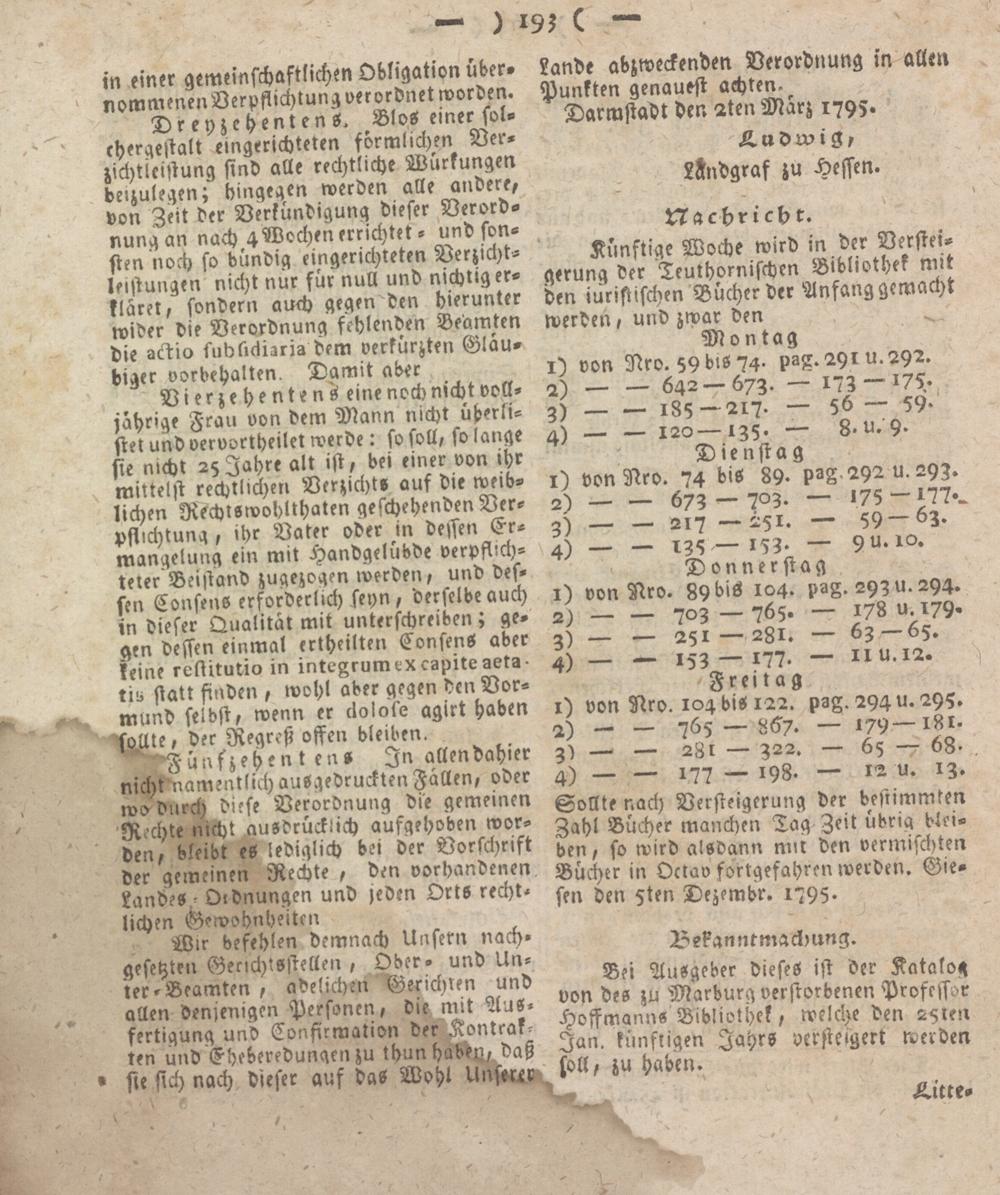 — ) 193 ( —
in einer gemeinschaftlichen Obligation über-
nommenen Verpflichtung verordnet worden.
Dreyzehentens. Blos einer sol-
chergestalt eingerichteten förmlichen Ver-
zichtleistung sind alle rechtliche Würkungen
beizulegen; hingegen werden alle andere,
von Zeit der Verkündigung dieser Verord-
nung an nach 4 Wochen errichtet- und son-
sten noch so bündig eingerichteten Verzicht-
leistungen nicht nur für null und nichtig er-
kläret, sondern auch gegen den hierunter
wider die Verordnung fehlenden Beamten
die actio subsidiaria dem verkürzten Gläu-
biger vorbehalten. Damit aber
Vierzehentens eine noch nicht voll-
jährige Frau von dem Mann nicht überli-
stet und vervortheilet werde: so soll, so lange
sie nicht 25 Jahre alt ist, bei einer von ihr
mittelst rechtlichen Verzichts auf die weib-
lichen Rechtswohlthaten geschehenden Ver-
pflichtung, ihr Vater oder in dessen Er-
mangelung ein mit Handgelübde verpflich-
teter Beistand zugezogen werden, und des-
sen Consens erforderlich seyn, derselbe auch
in dieser Qualität mit unterschreiben; ge-
gen dessen einmal ertheilten Consens aber
keine restitutio in integrum ex capite aeta-
tis statt finden, wohl aber gegen den Vor-
mund selbst, wenn er dolose agirt haben
sollte, der Regreß offen bleiben.
Fünfzehentens In allen dahier
nicht namentlich ausgedruckten Fällen, oder
wo durch diese Verordnung die gemeinen
Rechte nicht ausdrücklich aufgehoben wor-
den, bleibt es lediglich bei der Vorschrift
der gemeinen Rechte, den vorhandenen
Landes-Ordnungen und jeden Orts recht-
lichen Gewohnheiten
Wir befehlen demnach Unsern nach-
gesetzten Gerichtsstellen, Ober- und Un-
ter-Beamten, adelichen Gerichten und
allen denjenigen Personen, die mit Aus-
fertigung und Confirmation der Kontrak-
ten und Eheberedungen zu thun haben, daß
sie sich nach dieser auf das Wohl Unserer
Lande abzweckenden Verordnung in allen
Punkten genauest achten.
Darmstadt den 2ten März 1795.
Ludwig,
Landgraf zu Hessen.
Nachricht.
Künftige Woche wird in der Verstei-
gerung der Teuthornischen Bibliothek mit
den iuristischen Bücher der Anfang gemacht
werden, und zwar den
Montag
1) von Nro. 59 bis 74. pag. 291 u. 292.
2) — — 642 — 673. — 173 — 175.
3) — — 185 — 217. — 56 — 59.
4) — — 120 — 135. — 8. u. 9.
Dienstag
1) von Nro. 74 bis 89. pag. 292 u. 293.
2) — — 673 — 703. — 175 — 177.
3) — — 217 — 251. — 59 — 63.
4) — — 135 — 153. — 9 u. 10.
Donnerstag
1) von Nro. 89 bis 104. pag. 293 u. 294.
2) — — 703 — 765. — 178 u. 179.
3) — — 251 — 281. — 63 — 65.
4) — — 153 — 177. — 11 u. 12.
Freitag
1) von Nro. 104 bis 122. pag. 294 u. 295.
2) — — 765 — 867. — 179 — 181.
3) — — 281 — 322. — 65 — 68.
4) — — 177 — 198. — 12 u. 13.
Sollte nach Versteigerung der bestimmten
Zahl Bücher manchen Tag Zeit übrig blei-
ben, so wird alsdann mit den vermischten
Bücher in Octav fortgefahren werden. Gie-
sen den 5ten Dezembr. 1795.
Bekanntmachung.
Bei Ausgeber dieses ist der Katalog
von des zu Marburg verstorbenen Professor
Hoffmanns Bibliothek, welche den 25ten
Jan. künftigen Jahrs versteigert werden
soll, zu haben.
Litte-